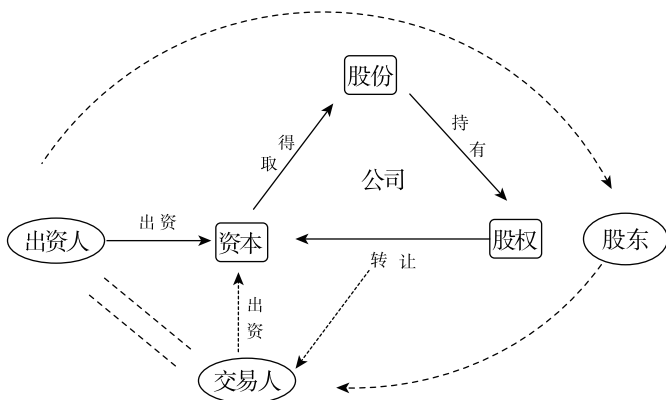 股份
取得
持有
公司
出资
出资人
资本
股权
股东
转让
出资
交易人